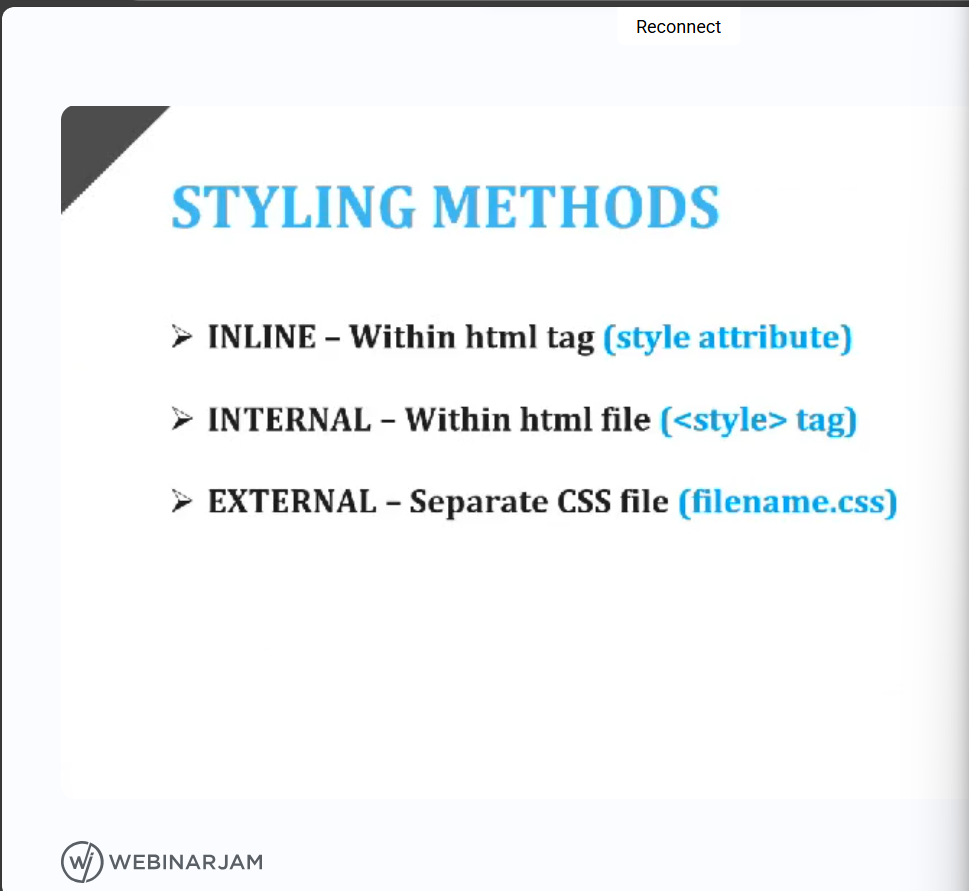 Reconnect
STYLING METHODS
➢ INLINE – Within html tag (style attribute)
➢ INTERNAL – Within html file (<style> tag)
➢ EXTERNAL – Separate CSS file (filename.css)
wj WEBINARJAM